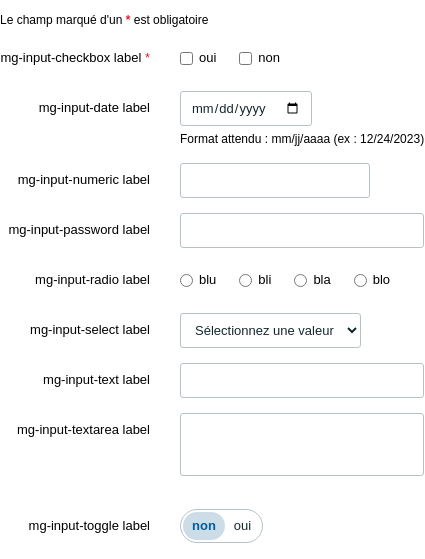 Le champ marqué d'un * est obligatoire
mg-input-checkbox label * oui non
mg-input-date label mm/dd/yyyy
Format attendu : mm/jj/aaaa (ex : 12/24/2023)
mg-input-numeric label
mg-input-password label
mg-input-radio label blu bli bla blo
mg-input-select label Sélectionnez une valeur
mg-input-text label
mg-input-textarea label
mg-input-toggle label non oui